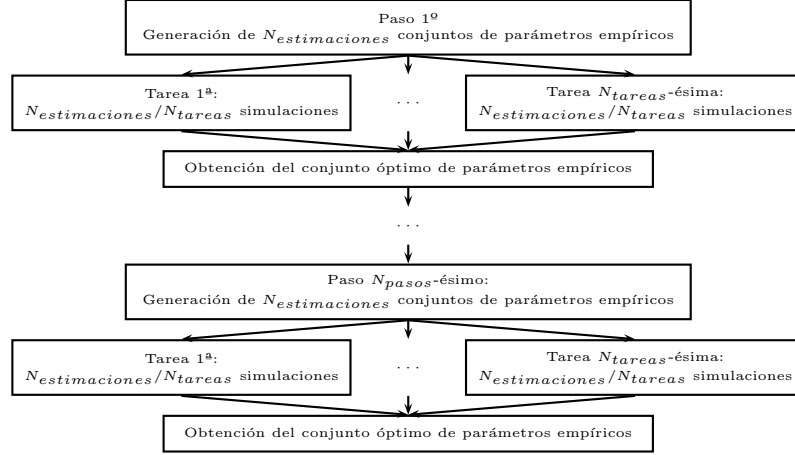 Paso 1º
Generación de N_estimaciones conjuntos de parámetros empíricos
Tarea 1ª:
N_estimaciones/N_tareas simulaciones
...
Tarea N_tareas-ésima:
N_estimaciones/N_tareas simulaciones
Obtención del conjunto óptimo de parámetros empíricos
...
Paso N_pasos-ésimo:
Generación de N_estimaciones conjuntos de parámetros empíricos
Tarea 1ª:
N_estimaciones/N_tareas simulaciones
...
Tarea N_tareas-ésima:
N_estimaciones/N_tareas simulaciones
Obtención del conjunto óptimo de parámetros empíricos